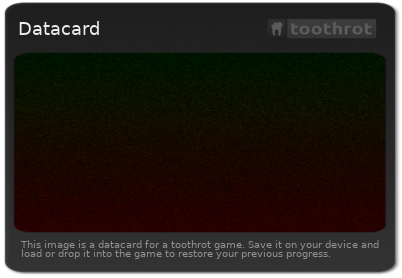 Datacard
toothrot
This image is a datacard for a toothrot game. Save it on your device and
load or drop it into the game to restore your previous progress.